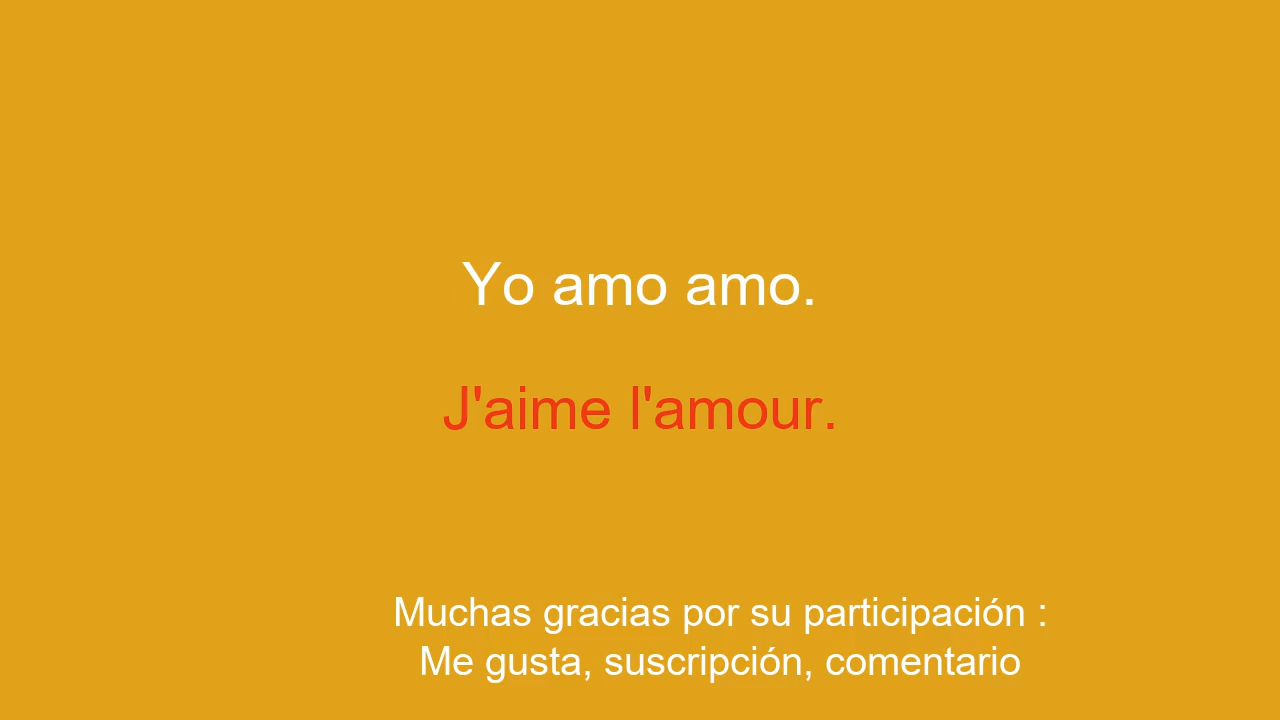 Yo amo amo.
J'aime l'amour.
Muchas gracias por su participación :
Me gusta, suscripción, comentario